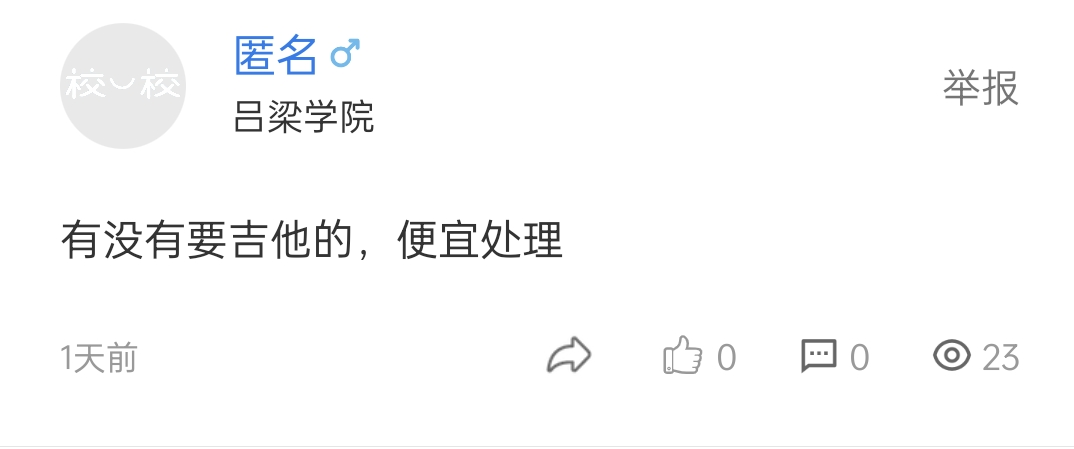 校校
匿名
吕梁学院
举报
有没有要吉他的，便宜处理
1天前 0 0 23